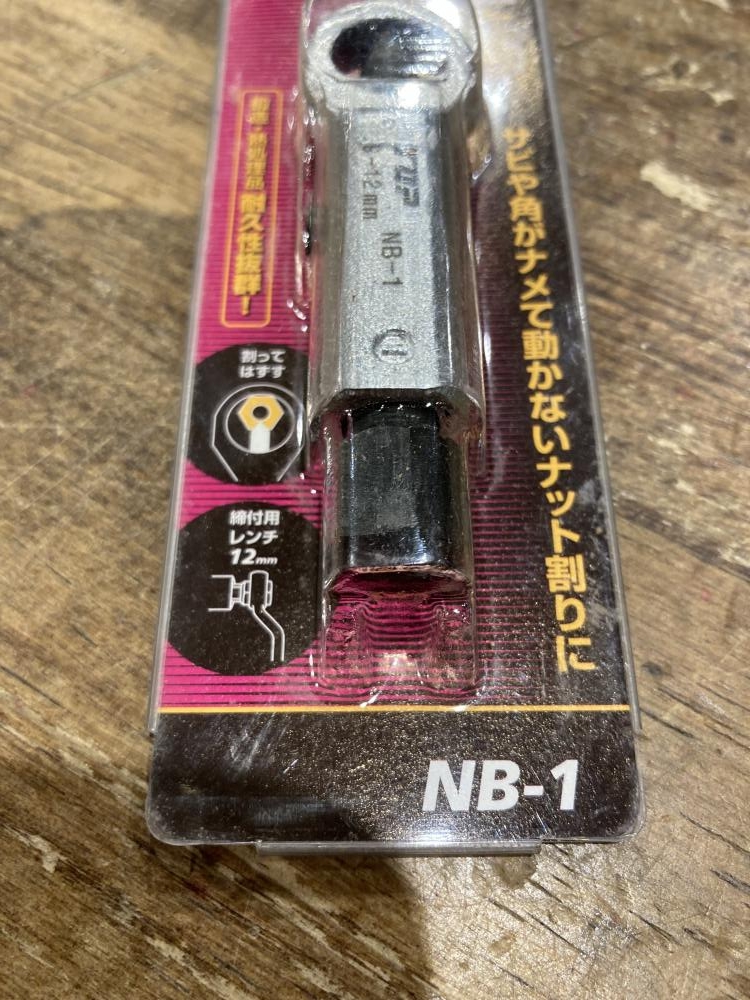 サビや角がナメて動かないナット割りに
耐久性抜群！
-12mm
NB-1
割って
はずす
締付用
レンチ
12mm
NB-1